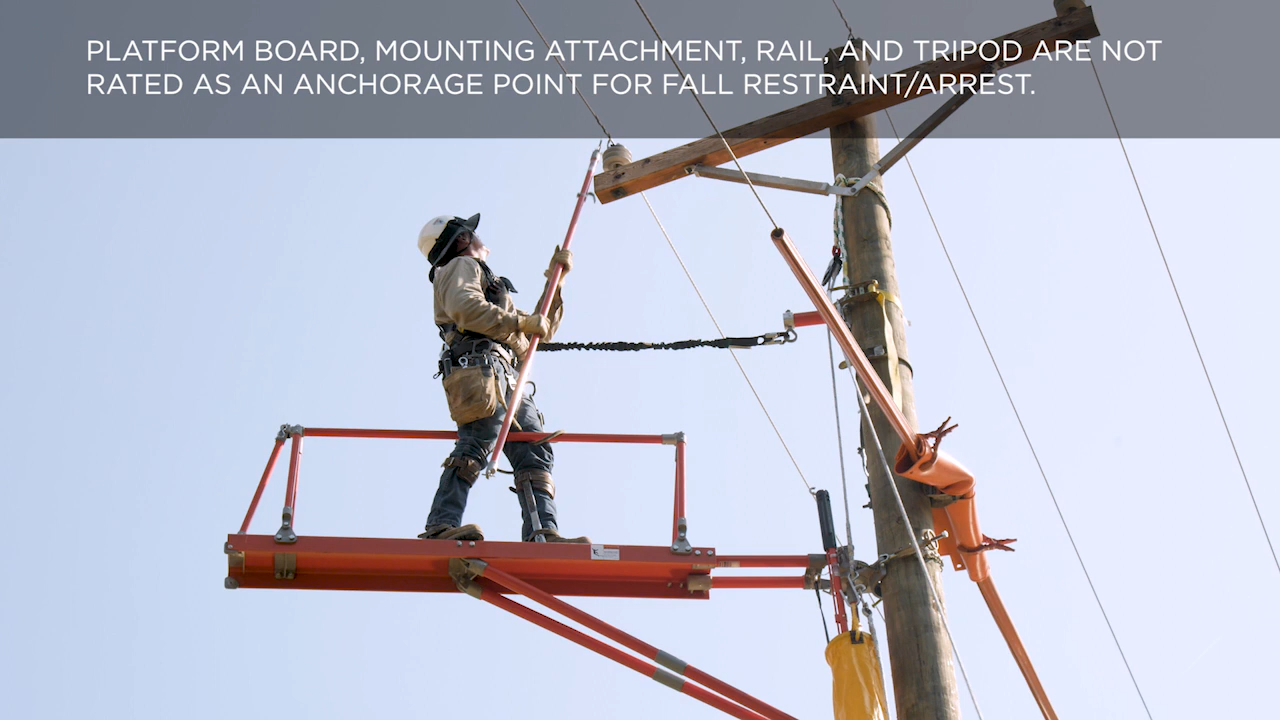 PLATFORM BOARD, MOUNTING ATTACHMENT, RAIL, AND TRIPOD ARE NOT
RATED AS AN ANCHORAGE POINT FOR FALL RESTRAINT/ARREST.